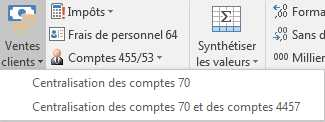 Ventes
clients
Impôts
Frais de personnel 64
Comptes 455/53
Synthétiser
les valeurs
Forma
Sans d
Millie
Centralisation des comptes 70
Centralisation des comptes 70 et des comptes 4457